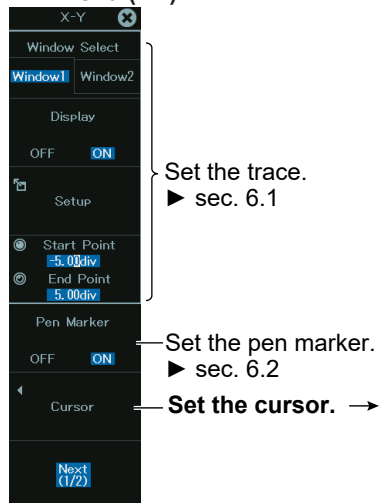 X-Y
Window Select
Window1 Window2
Display
OFF ON
Setup
Start Point
-5.00div
End Point
5.00div
Set the trace.
► sec. 6.1
Pen Marker
OFF ON
Set the pen marker.
► sec. 6.2
Cursor
Set the cursor. →
Next
(1/2)